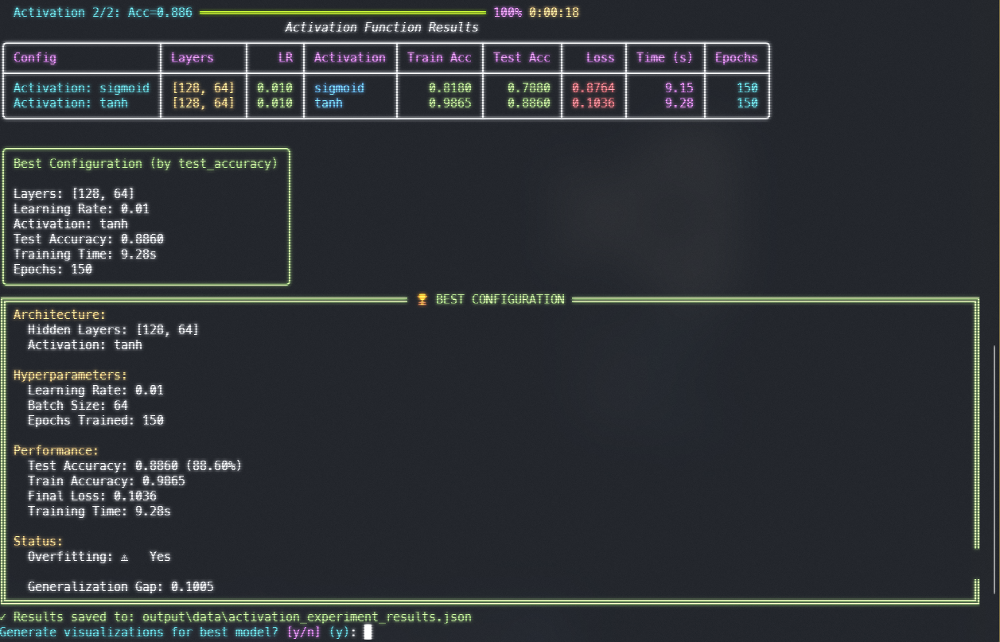 Activation 2/2: Acc=0.886 100% 0:00:18
Activation Function Results
Config Layers LR Activation Train Acc Test Acc Loss Time (s) Epochs
Activation: sigmoid [128, 64] 0.010 sigmoid 0.8180 0.7880 0.8764 9.15 150
Activation: tanh [128, 64] 0.010 tanh 0.9865 0.8860 0.1036 9.28 150
Best Configuration (by test_accuracy)
Layers: [128, 64]
Learning Rate: 0.01
Activation: tanh
Test Accuracy: 0.8860
Training Time: 9.28s
Epochs: 150
🏆 BEST CONFIGURATION
Architecture:
Hidden Layers: [128, 64]
Activation: tanh
Hyperparameters:
Learning Rate: 0.01
Batch Size: 64
Epochs Trained: 150
Performance:
Test Accuracy: 0.8860 (88.60%)
Train Accuracy: 0.9865
Final Loss: 0.1036
Training Time: 9.28s
Status:
Overfitting: ⚠ Yes
Generalization Gap: 0.1005
✓ Results saved to: output\data\activation_experiment_results.json
Generate visualizations for best model? [y/n] (y):